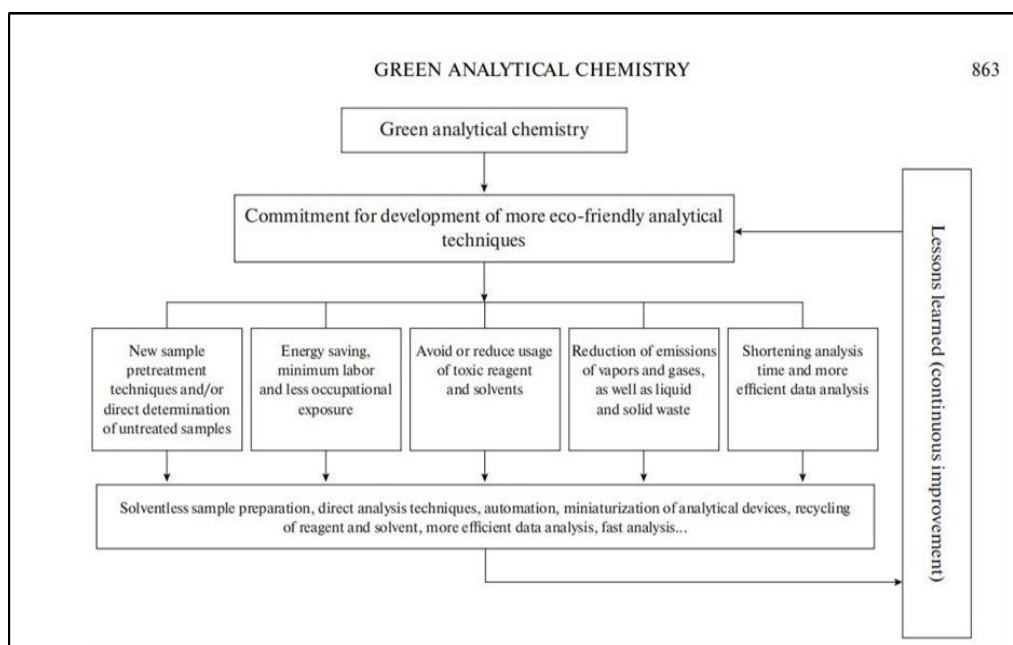 GREEN ANALYTICAL CHEMISTRY
863
Green analytical chemistry
Commitment for development of more eco-friendly analytical
techniques
New sample
pretreatment
techniques and/or
direct determination
of untreated samples
Energy saving,
minimum labor
and less occupational
exposure
Avoid or reduce usage
of toxic reagent
and solvents
Reduction of emissions
of vapors and gases,
as well as liquid
and solid waste
Shortening analysis
time and more
efficient data analysis
Solventless sample preparation, direct analysis techniques, automation, miniaturization of analytical devices, recycling
of reagent and solvent, more efficient data analysis, fast analysis...
Lessons learned (continuous improvement)